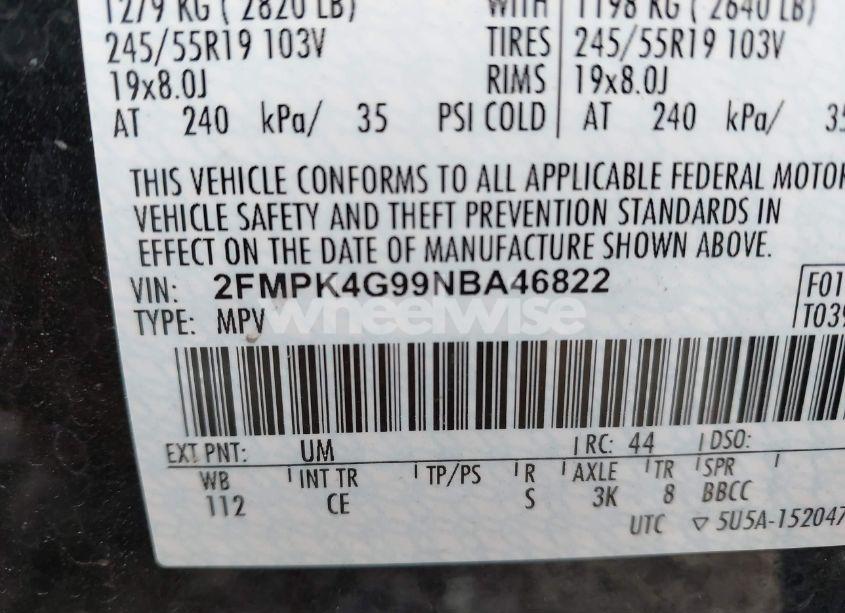 1279 KG ( 2820 LB) WITH 1198 KG ( 2640 LB)
245/55R19 103V TIRES 245/55R19 103V
19x8.0J RIMS 19x8.0J
AT 240 kPa/ 35 PSI COLD AT 240 kPa/ 35
THIS VEHICLE CONFORMS TO ALL APPLICABLE FEDERAL MOTOR
VEHICLE SAFETY AND THEFT PREVENTION STANDARDS IN
EFFECT ON THE DATE OF MANUFACTURE SHOWN ABOVE.
VIN: 2FMPK4G99NBA46822 F01
TYPE: MPV T039
wheelwise
EXT PNT: UM RC: 44 DSO:
WB INT TR TP/PS R AXLE TR SPR
112 CE S 3K 8 BBCC
UTC ▽ 5U5A-152047